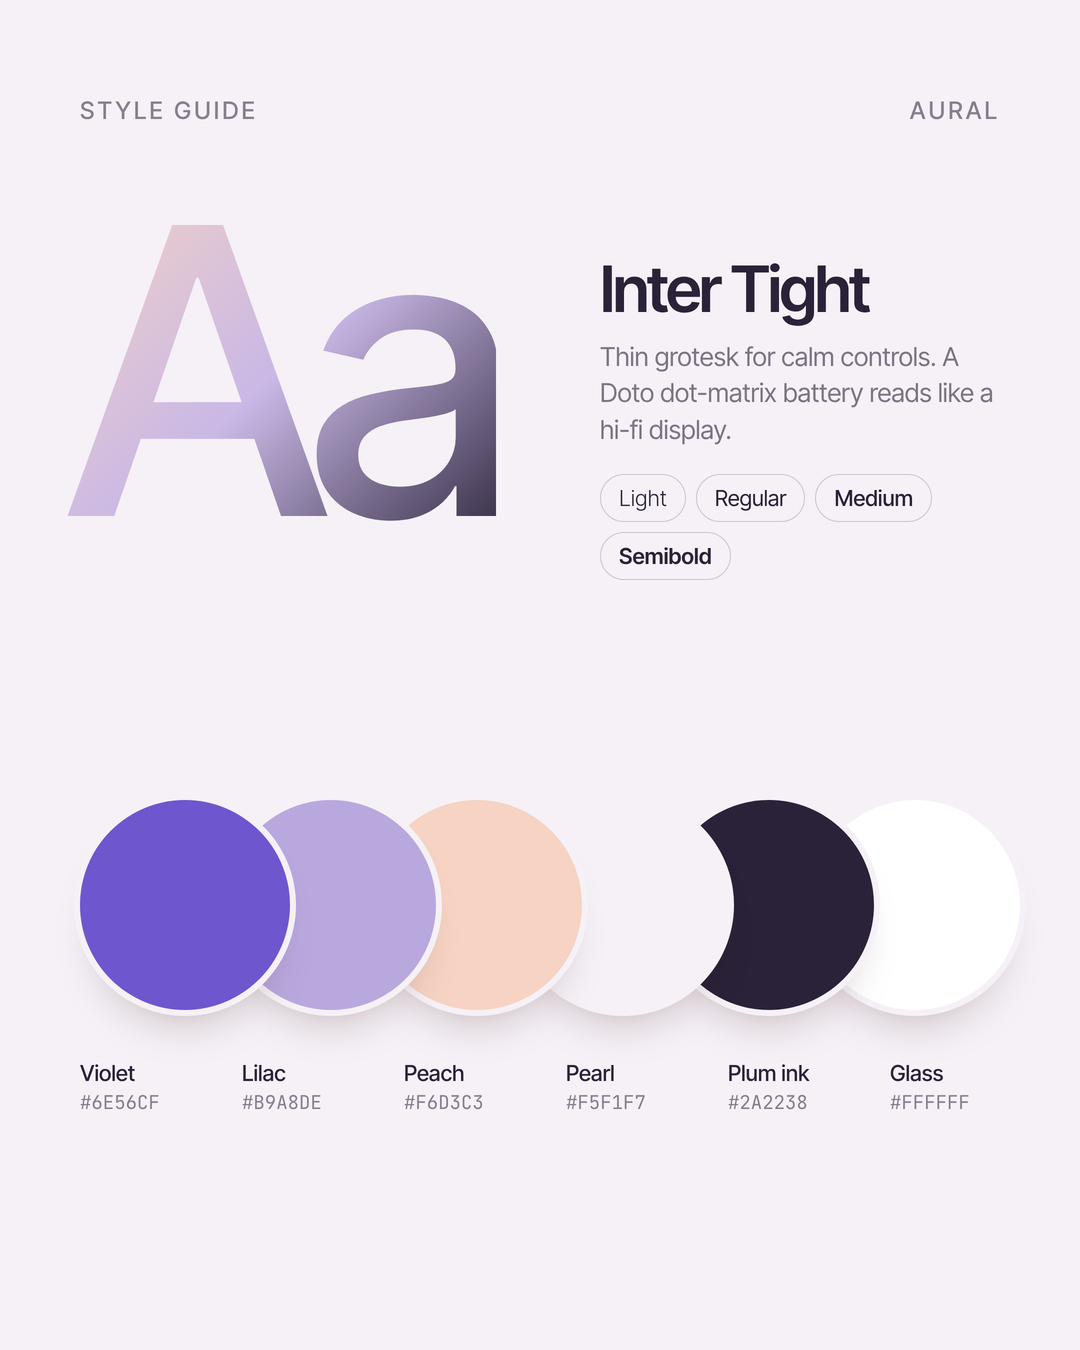 STYLE GUIDE
AURAL
Aa
Inter Tight
Thin grotesk for calm controls. A
Doto dot-matrix battery reads like a
hi-fi display.
Light
Regular
Medium
Semibold
Violet
#6E56CF
Lilac
#B9A8DE
Peach
#F6D3C3
Pearl
#F5F1F7
Plum ink
#2A2238
Glass
#FFFFFF